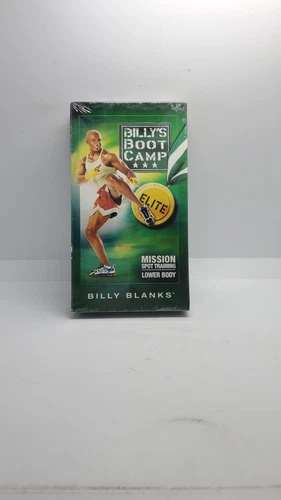 BILLY'S
BOOT
CAMP
ELITE
MISSION
SPOT TRAINING
LOWER BODY
BILLY BLANKS®